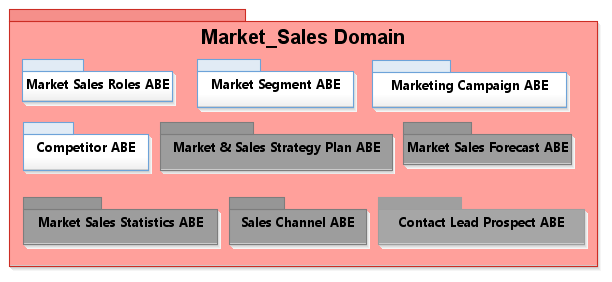 Market_Sales Domain
Market Sales Roles ABE
Market Segment ABE
Marketing Campaign ABE
Competitor ABE
Market & Sales Strategy Plan ABE
Market Sales Forecast ABE
Market Sales Statistics ABE
Sales Channel ABE
Contact Lead Prospect ABE